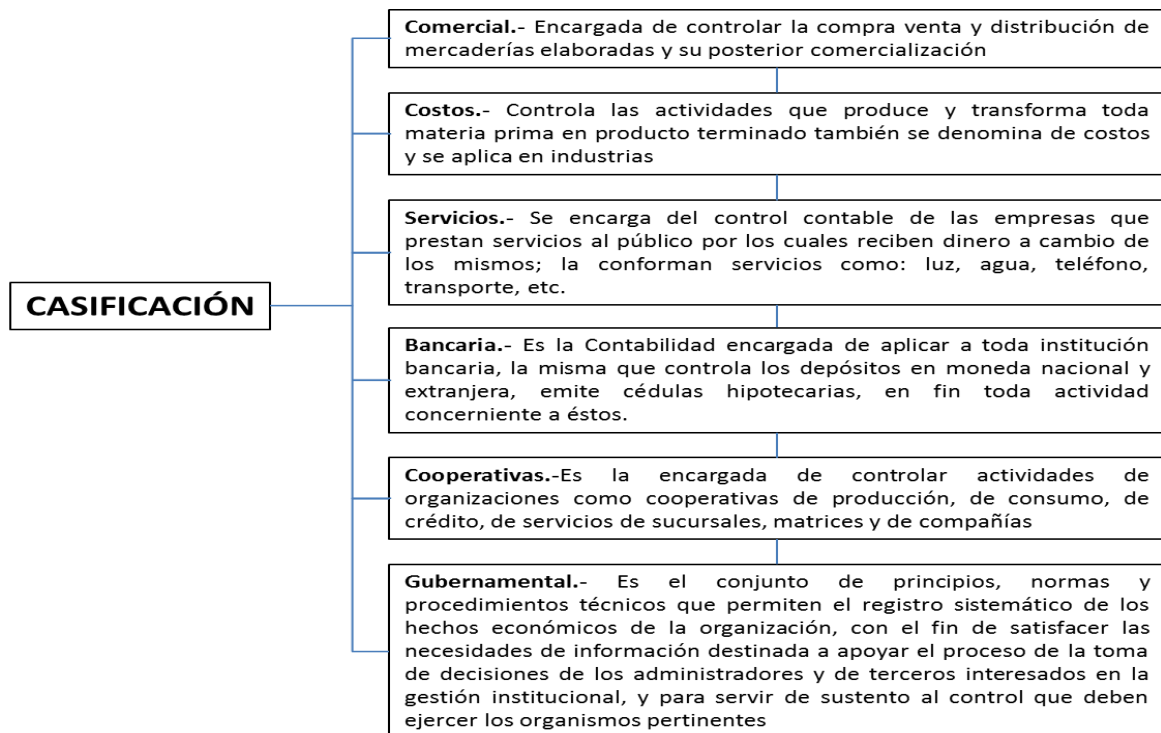 Comercial.- Encargada de controlar la compra venta y distribución de
mercaderías elaboradas y su posterior comercialización
Costos.- Controla las actividades que produce y transforma toda
materia prima en producto terminado también se denomina de costos
y se aplica en industrias
Servicios.- Se encarga del control contable de las empresas que
prestan servicios al público por los cuales reciben dinero a cambio de
los mismos; la conforman servicios como: luz, agua, teléfono,
transporte, etc.
CASIFICACIÓN
Bancaria.- Es la Contabilidad encargada de aplicar a toda institución
bancaria, la misma que controla los depósitos en moneda nacional y
extranjera, emite cédulas hipotecarias, en fin toda actividad
concerniente a éstos.
Cooperativas.-Es la encargada de controlar actividades de
organizaciones como cooperativas de producción, de consumo, de
crédito, de servicios de sucursales, matrices y de compañías
Gubernamental.- Es el conjunto de principios, normas y
procedimientos técnicos que permiten el registro sistemático de los
hechos económicos de la organización, con el fin de satisfacer las
necesidades de información destinada a apoyar el proceso de la toma
de decisiones de los administradores y de terceros interesados en la
gestión institucional, y para servir de sustento al control que deben
ejercer los organismos pertinentes